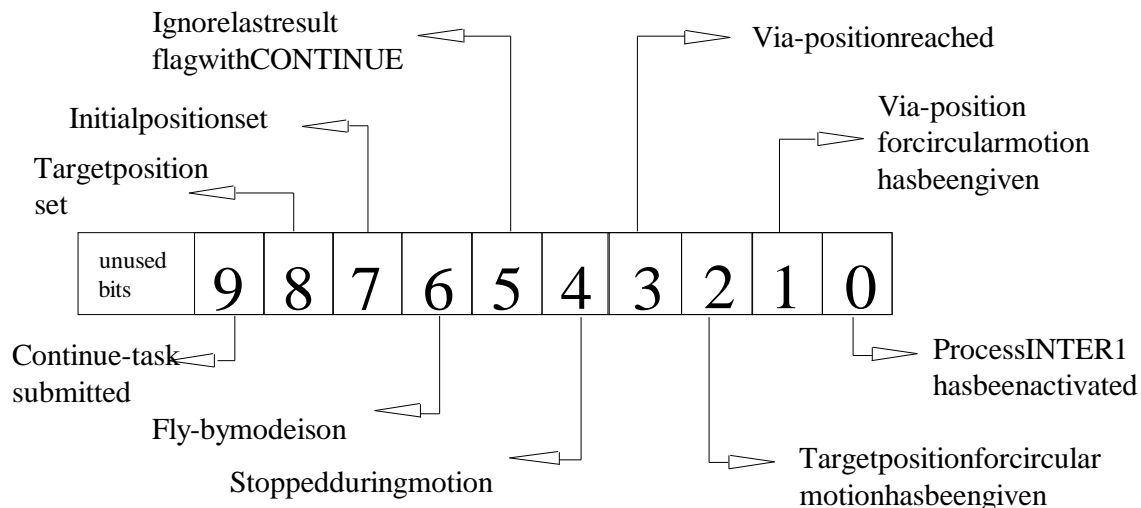 Ignorelastresult
flagwithCONTINUE
Via-positionreached
Initialpositionset
Via-position
forcircularmotion
hasbeengiven
Targetposition
set
unused
bits
9 8 7 6 5 4 3 2 1 0
Continue-task
submitted
ProcessINTER1
hasbeenactivated
Fly-bymodeison
Stoppedduringmotion
Targetpositionforcircular
motionhasbeengiven